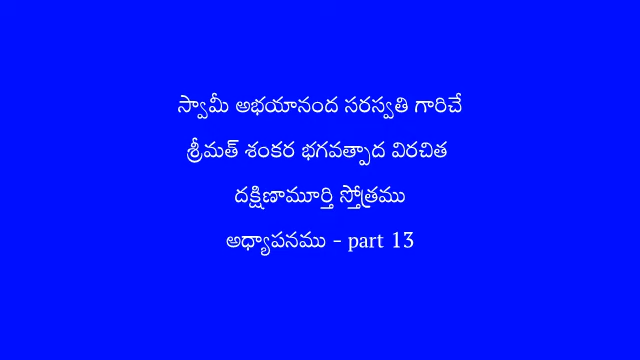 స్వామీ అభయానంద సరస్వతి గారిచే
శ్రీమత్ శంకర భగవత్పాద విరచిత
దక్షిణామూర్తి స్తోత్రము
అధ్యాపనము - part 13